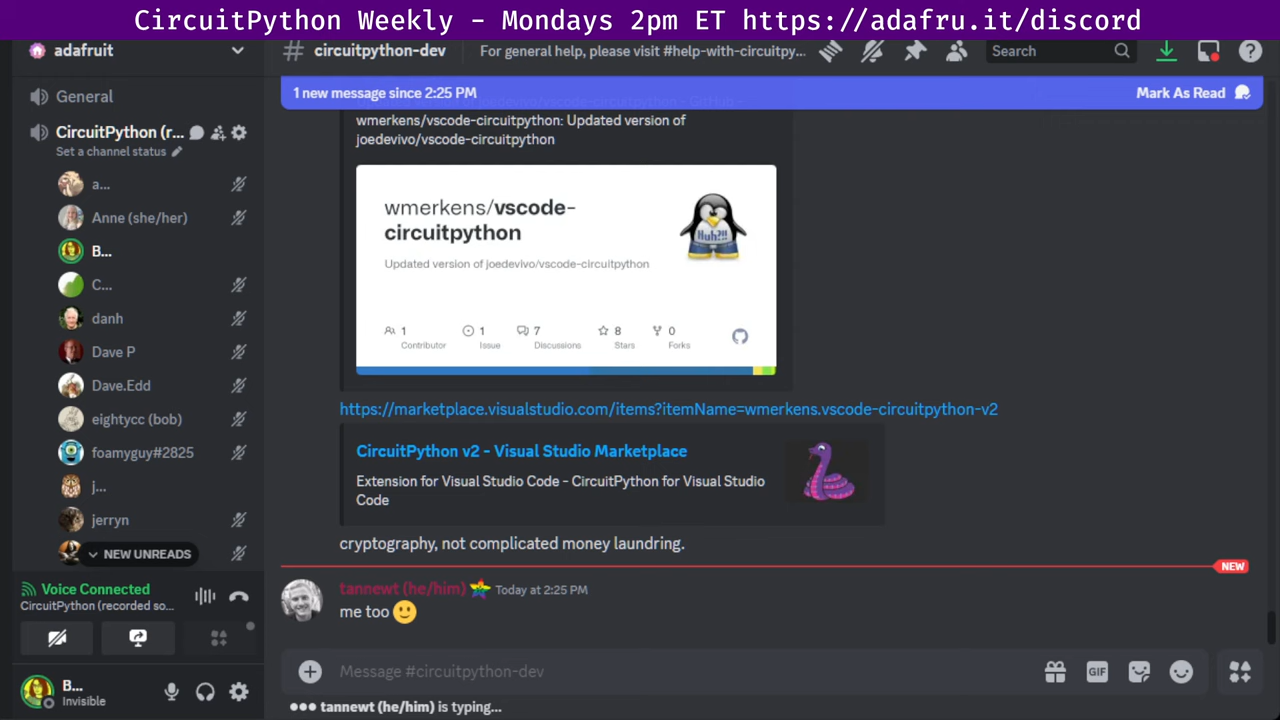 CircuitPython Weekly - Mondays 2pm ET https://adafru.it/discord
adafruit
General
CircuitPython (r...
Set a channel status
a...
Anne (she/her)
B...
C...
danh
Dave P
Dave.Edd
eightycc (bob)
foamyguy#2825
j...
jerryn
NEW UNREADS
Voice Connected
CircuitPython (recorded so...
B...
Invisible
# circuitpython-dev
For general help, please visit #help-with-circuitpy...
Search
1 new message since 2:25 PM
Mark As Read
wmerkens/vscode-circuitpython: Updated version of
joedevivo/vscode-circuitpython
wmerkens/vscode-
circuitpython
Huh?!!
Updated version of joedevivo/vscode-circuitpython
1 1 7 8 0
Contributor Issue Discussions Stars Forks
https://marketplace.visualstudio.com/items?itemName=wmerkens.vscode-circuitpython-v2
CircuitPython v2 - Visual Studio Marketplace
Extension for Visual Studio Code - CircuitPython for Visual Studio
Code
cryptography, not complicated money laundring.
NEW
tannewt (he/him) Today at 2:25 PM
me too
Message #circuitpython-dev
GIF
tannewt (he/him) is typing...